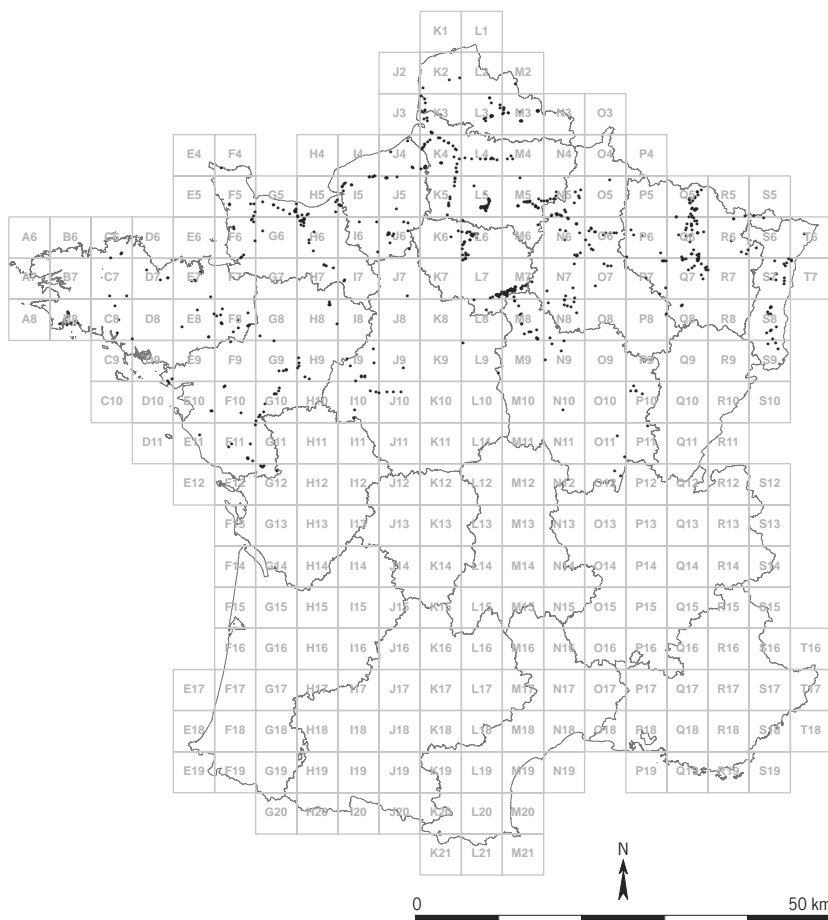 K1 L1
J2 K2 L2 M2
J3 K3 L3 M3 N3 O3
E4 F4 H4 I4 J4 K4 L4 M4 N4 O4 P4
E5 F5 G5 H5 I5 J5 K5 L5 M5 N5 O5 P5 Q5 R5 S5
A6 B6 C6 D6 E6 F6 G6 H6 I6 J6 K6 L6 M6 N6 O6 P6 Q6 R6 S6 T6
A7 B7 C7 D7 E7 F7 G7 H7 I7 J7 K7 L7 M7 N7 O7 P7 Q7 R7 S7 T7
A8 B8 C8 D8 E8 F8 G8 H8 I8 J8 K8 L8 M8 N8 O8 P8 Q8 R8 S8
C9 D9 E9 F9 G9 H9 I9 J9 K9 L9 M9 N9 O9 P9 Q9 R9 S9
C10 D10 E10 F10 G10 H10 I10 J10 K10 L10 M10 N10 O10 P10 Q10 R10 S10
D11 E11 F11 G11 H11 I11 J11 K11 L11 M11 N11 O11 P11 Q11 R11
E12 F12 G12 H12 I12 J12 K12 L12 M12 N12 O12 P12 Q12 R12 S12
F13 G13 H13 I13 J13 K13 L13 M13 N13 O13 P13 Q13 R13 S13
F14 G14 H14 I14 J14 K14 L14 M14 N14 O14 P14 Q14 R14 S14
F15 G15 H15 I15 J15 K15 L15 M15 N15 O15 P15 Q15 R15 S15
F16 G16 H16 I16 J16 K16 L16 M16 N16 O16 P16 Q16 R16 S16 T16
E17 F17 G17 H17 I17 J17 K17 L17 M17 N17 O17 P17 Q17 R17 S17 T17
E18 F18 G18 H18 I18 J18 K18 L18 M18 N18 O18 P18 Q18 R18 S18 T18
E19 F19 G19 H19 I19 J19 K19 L19 M19 N19 P19 Q19 R19 S19
G20 H20 I20 J20 K20 L20 M20
K21 L21 M21
N
0 50 km